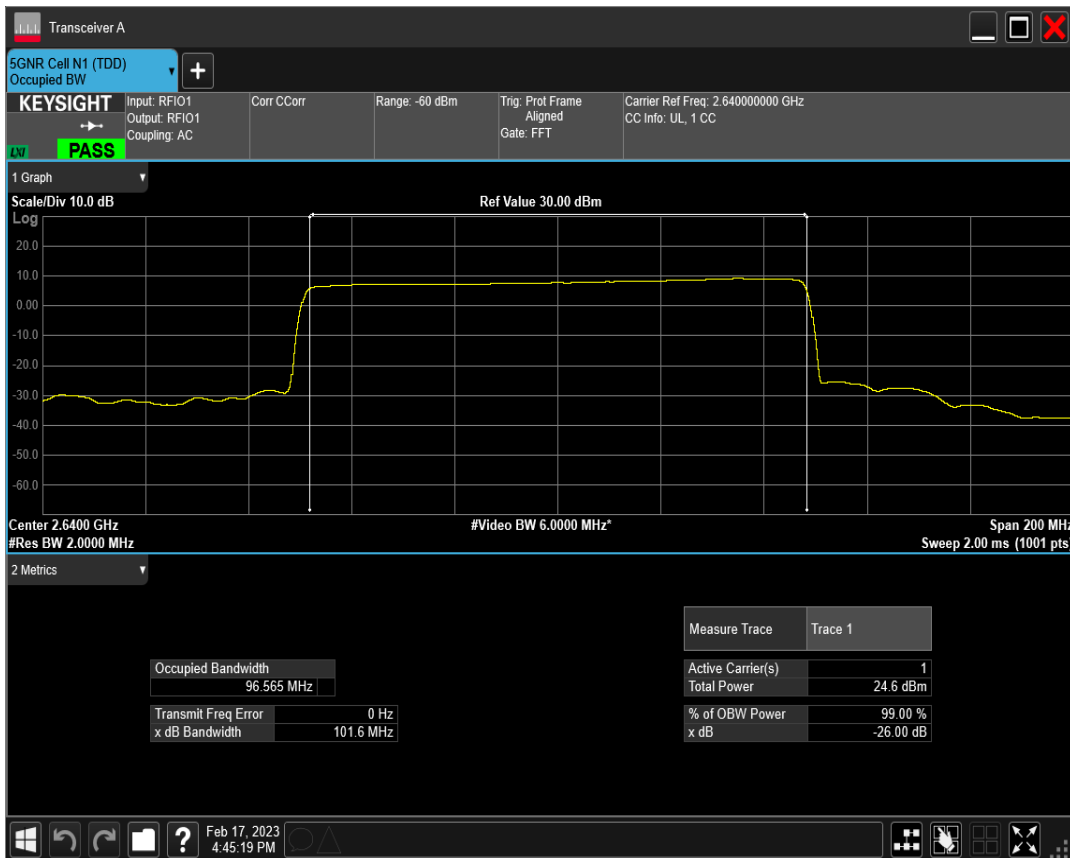 Transceiver A
5GNR Cell N1 (TDD)
Occupied BW
+
KEYSIGHT
LXI
PASS
Input: RFIO1
Output: RFIO1
Coupling: AC
Corr CCorr
Range: -60 dBm
Trig: Prot Frame
Aligned
Gate: FFT
Carrier Ref Freq: 2.640000000 GHz
CC Info: UL, 1 CC
1 Graph
Scale/Div 10.0 dB
Ref Value 30.00 dBm
Log
20.0
10.0
0.00
-10.0
-20.0
-30.0
-40.0
-50.0
-60.0
Center 2.6400 GHz
#Video BW 6.0000 MHz*
Span 200 MHz
#Res BW 2.0000 MHz
Sweep 2.00 ms (1001 pts)
2 Metrics
Measure Trace Trace 1
Occupied Bandwidth
96.565 MHz
Active Carrier(s) 1
Total Power 24.6 dBm
Transmit Freq Error 0 Hz
x dB Bandwidth 101.6 MHz
% of OBW Power 99.00 %
x dB -26.00 dB
?
Feb 17, 2023
4:45:19 PM